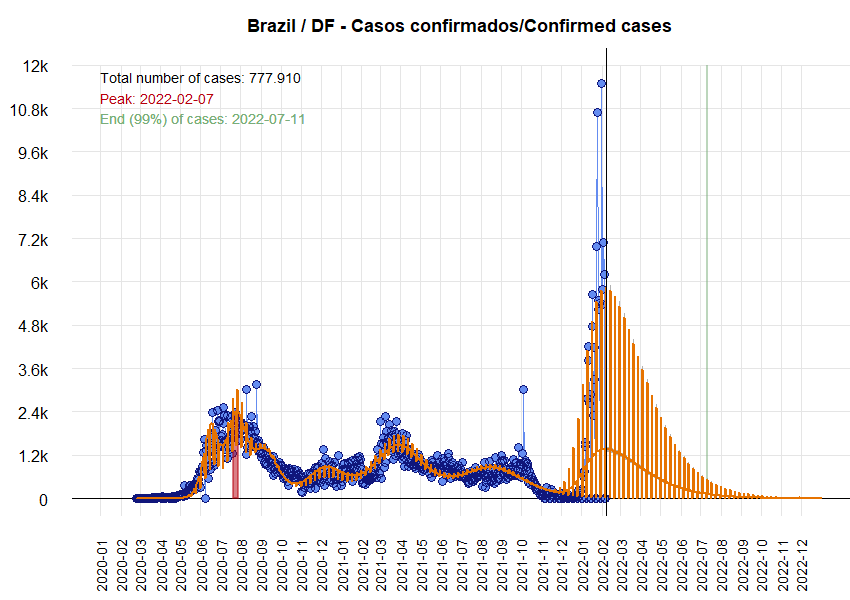 Brazil / DF - Casos confirmados/Confirmed cases
Total number of cases: 777.910
Peak: 2022-02-07
End (99%) of cases: 2022-07-11
12k
10.8k
9.6k
8.4k
7.2k
6k
4.8k
3.6k
2.4k
1.2k
0
2020-01
2020-02
2020-03
2020-04
2020-05
2020-06
2020-07
2020-08
2020-09
2020-10
2020-11
2020-12
2021-01
2021-02
2021-03
2021-04
2021-05
2021-06
2021-07
2021-08
2021-09
2021-10
2021-11
2021-12
2022-01
2022-02
2022-03
2022-04
2022-05
2022-06
2022-07
2022-08
2022-09
2022-10
2022-11
2022-12